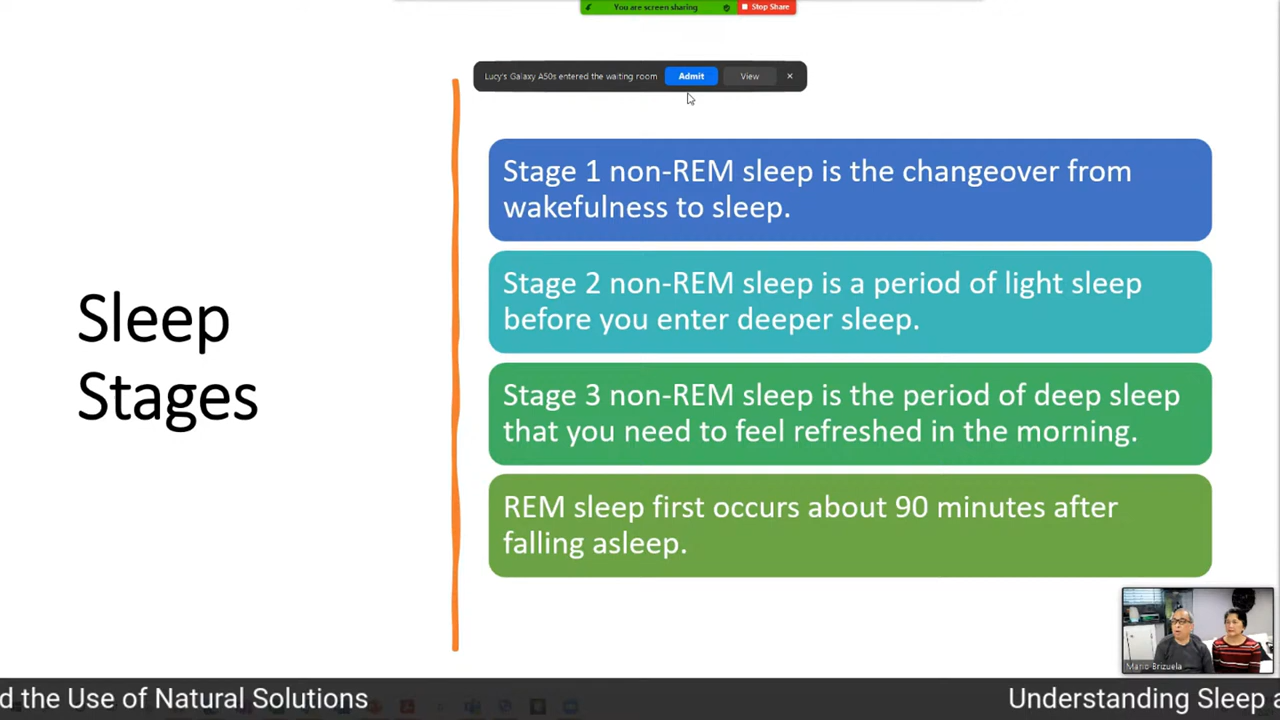 You are screen sharing
Stop Share
Lucy's Galaxy A50s entered the waiting room
Admit
View
Sleep
Stages
Stage 1 non-REM sleep is the changeover from
wakefulness to sleep.
Stage 2 non-REM sleep is a period of light sleep
before you enter deeper sleep.
Stage 3 non-REM sleep is the period of deep sleep
that you need to feel refreshed in the morning.
REM sleep first occurs about 90 minutes after
falling asleep.
Mario Brizuela
d the Use of Natural Solutions
Understanding Sleep a